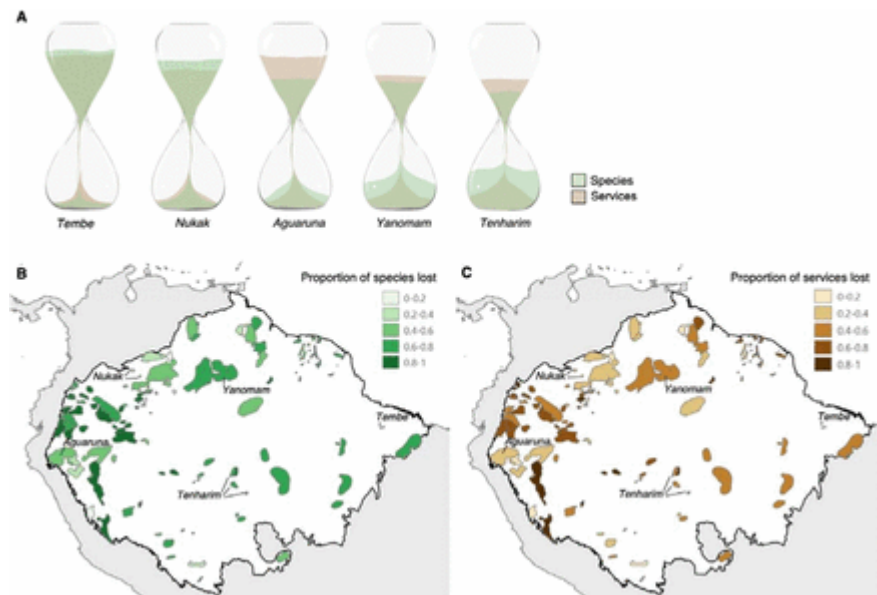 A
Species
Services
Tembe
Nukak
Aguaruna
Yanomam
Tenharim
B
Proportion of species lost
0-0.2
0.2-0.4
0.4-0.6
0.6-0.8
0.8-1
Nukak
Yanomam
Tembe
Aguaruna
Tenharim
C
Proportion of services lost
0-0.2
0.2-0.4
0.4-0.6
0.6-0.8
0.8-1
Nukak
Yanomam
Tembe
Aguaruna
Tenharim